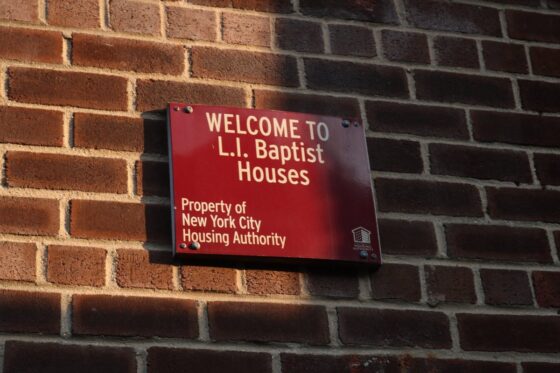 WELCOME TO
L.I. Baptist
Houses
Property of
New York City
Housing Authority